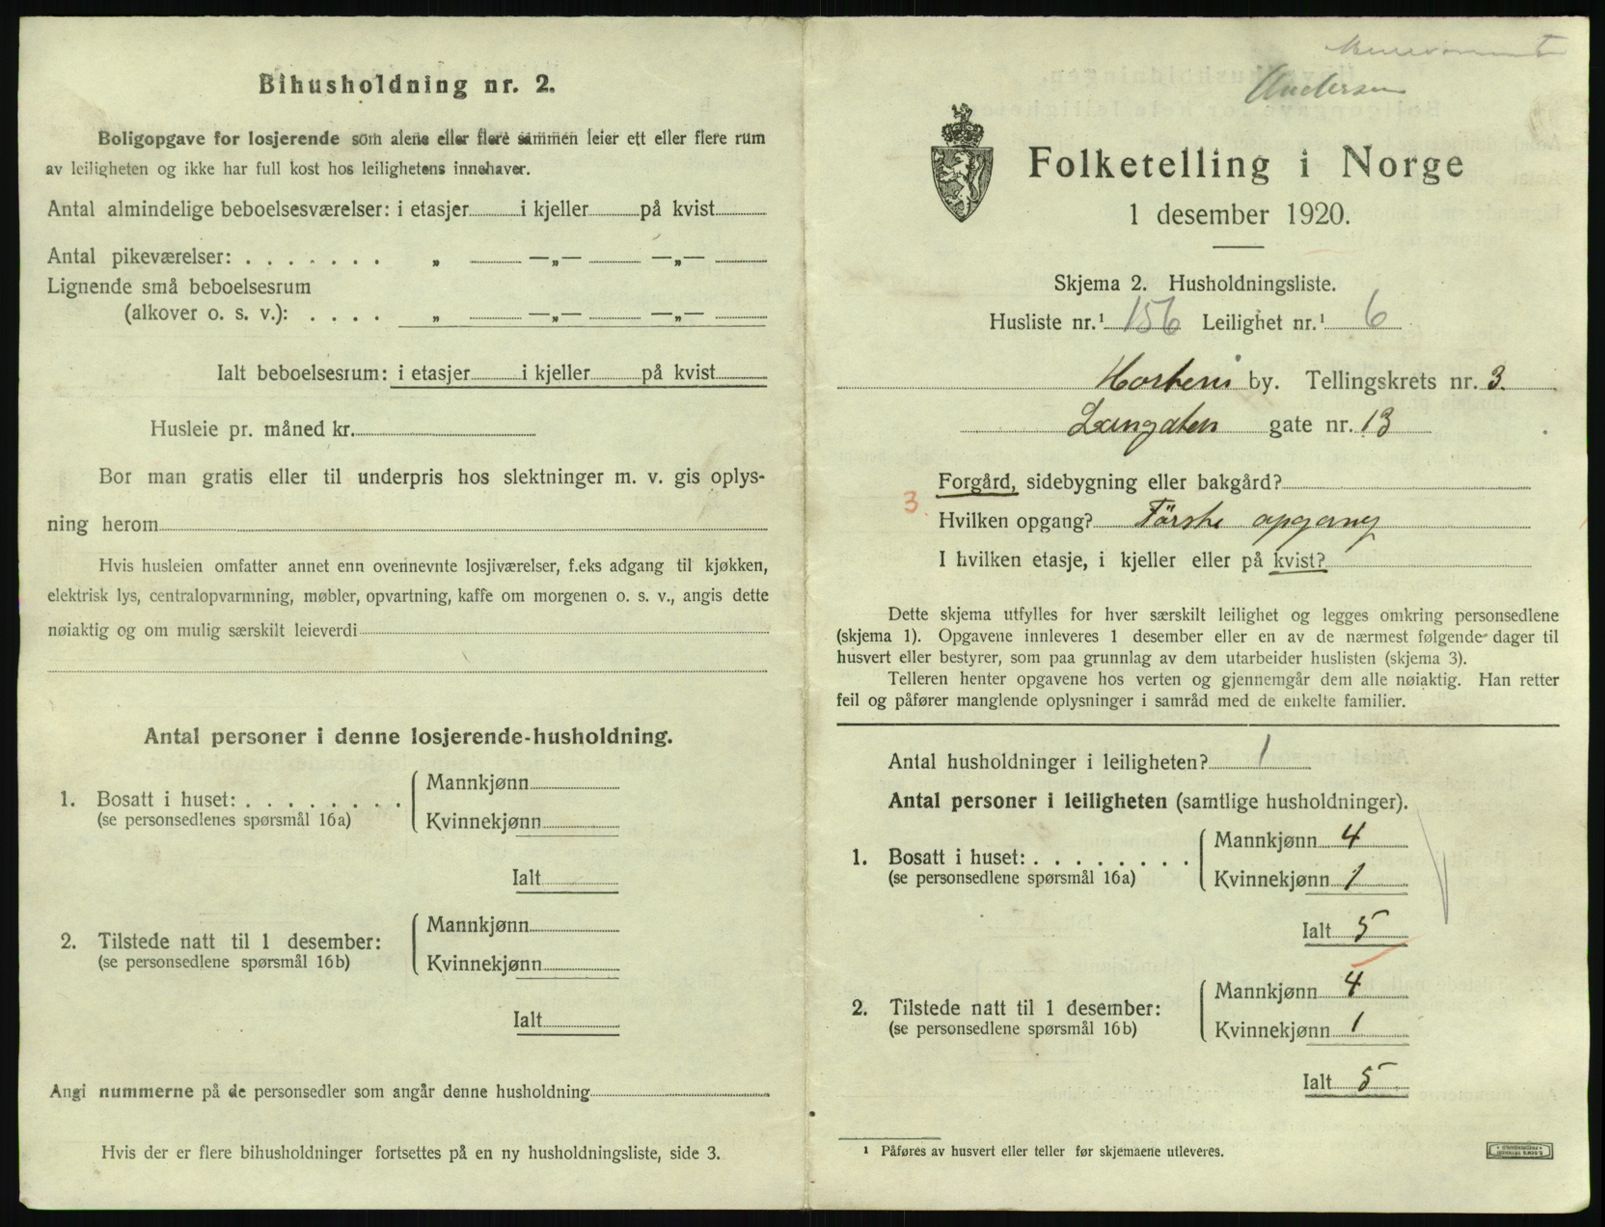 Bihusholdning nr. 2.
Boligopgave for losjerende som alene eller flere sammen leier ett eller flere rum
av leiligheten og ikke har full kost hos leilighetens innehaver.
Antal almindelige beboelsesværelser: i etasjer i kjeller på kvist
Antal pikeværelser: . . . . . . . „ —„— —„—
Lignende små beboelsesrum
(alkover o. s. v.): . . . . „ —„— —„—
Ialt beboelsesrum: i etasjer i kjeller på kvist
Husleie pr. måned kr.
Bor man gratis eller til underpris hos slektninger m. v. gis oplys-
ning herom
Hvis husleien omfatter annet enn ovennevnte losjiværelser, f.eks adgang til kjøkken,
elektrisk lys, centralopvarmning, møbler, opvartning, kaffe om morgenen o. s. v., angis dette
nøiaktig og om mulig særskilt leieverdi
Antal personer i denne losjerende-husholdning.
1. Bosatt i huset: . . . . . . . .
(se personsedlenes spørsmål 16a)
Mannkjønn
Kvinnekjønn
Ialt
2. Tilstede natt til 1 desember:
(se personsedlene spørsmål 16b)
Mannkjønn
Kvinnekjønn
Ialt
Angi nummerne på de personsedler som angår denne husholdning
Hvis der er flere bihusholdninger fortsettes på en ny husholdningsliste, side 3.
Andersen
Folketelling i Norge
1 desember 1920.
Skjema 2. Husholdningsliste.
Husliste nr.¹ 156 Leilighet nr.¹ 6
Hortens by. Tellingskrets nr. 3.
Langaten gate nr. 13
Forgård, sidebygning eller bakgård?
3.
Hvilken opgang? Förste opgang
I hvilken etasje, i kjeller eller på kvist?
Dette skjema utfylles for hver særskilt leilighet og legges omkring personsedlene
(skjema 1). Opgavene innleveres 1 desember eller en av de nærmest følgende dager til
husvert eller bestyrer, som paa grunnlag av dem utarbeider huslisten (skjema 3).
Telleren henter opgavene hos verten og gjennemgår dem alle nøiaktig. Han retter
feil og påfører manglende oplysninger i samråd med de enkelte familier.
Antal husholdninger i leiligheten? 1
Antal personer i leiligheten (samtlige husholdninger).
1. Bosatt i huset: . . . . . . . .
(se personsedlene spørsmål 16a)
Mannkjønn 4
Kvinnekjønn 1
Ialt 5
2. Tilstede natt til 1 desember:
(se personsedlene spørsmål 16b)
Mannkjønn 4
Kvinnekjønn 1
Ialt 5
¹ Påføres av husvert eller teller før skjemaene utleveres.